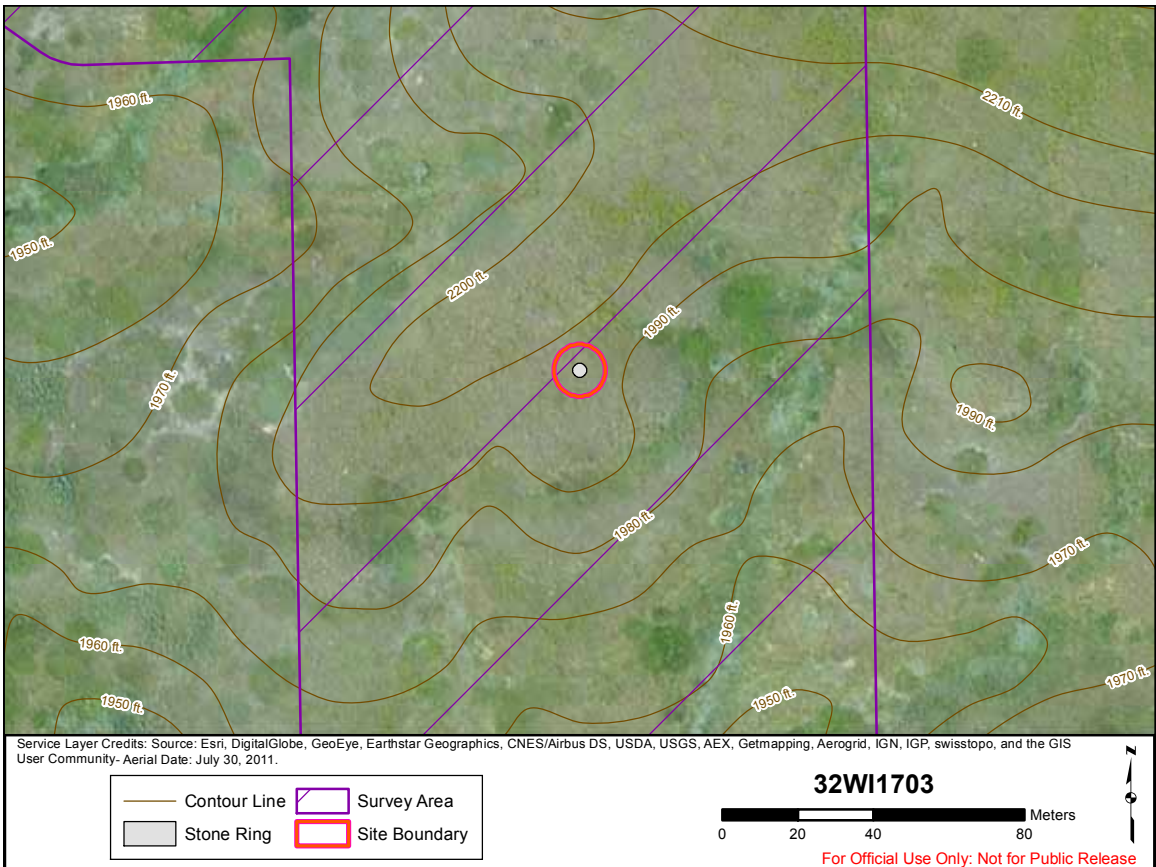 1960 ft.
2210 ft.
1950 ft.
2200 ft.
1990 ft.
1970 ft.
1990 ft.
1980 ft.
1970 ft.
1960 ft.
1960 ft.
1970 ft.
1950 ft.
1950 ft.
Service Layer Credits: Source: Esri, DigitalGlobe, GeoEye, Earthstar Geographics, CNES/Airbus DS, USDA, USGS, AEX, Getmapping, Aerogrid, IGN, IGP, swisstopo, and the GIS
User Community- Aerial Date: July 30, 2011.
Contour Line
Survey Area
Stone Ring
Site Boundary
32WI1703
Meters
0 20 40 80
N
For Official Use Only: Not for Public Release